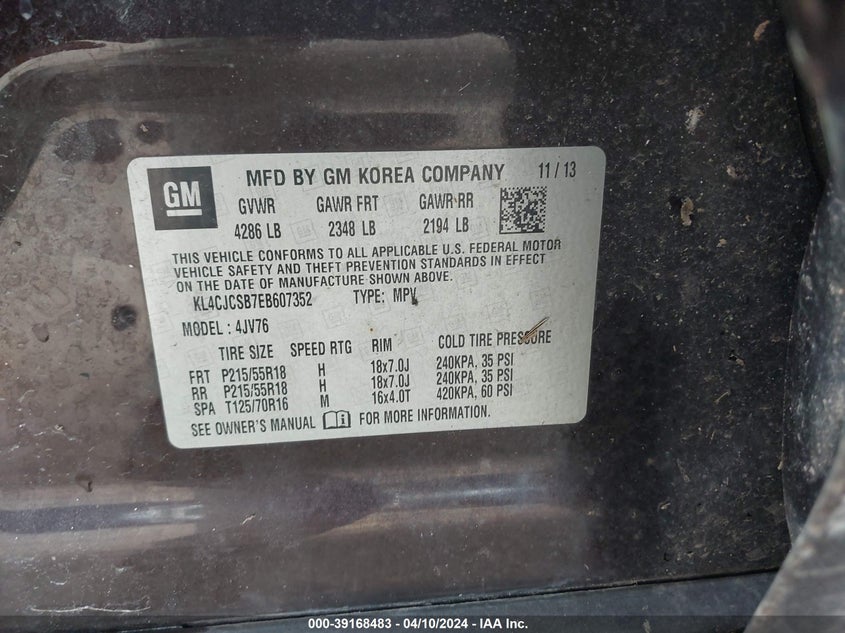 GM
MFD BY GM KOREA COMPANY 11/13
GVWR GAWR FRT GAWR RR
4286 LB 2348 LB 2194 LB
THIS VEHICLE CONFORMS TO ALL APPLICABLE U.S. FEDERAL MOTOR
VEHICLE SAFETY AND THEFT PREVENTION STANDARDS IN EFFECT
ON THE DATE OF MANUFACTURE SHOWN ABOVE.
KL4CJCSB7EB607352 TYPE: MPV
MODEL: 4JV76
TIRE SIZE SPEED RTG RIM COLD TIRE PRESSURE
FRT P215/55R18 H 18x7.0J 240KPA, 35 PSI
RR P215/55R18 H 18x7.0J 240KPA, 35 PSI
SPA T125/70R16 M 16x4.0T 420KPA, 60 PSI
SEE OWNER'S MANUAL FOR MORE INFORMATION.
000-39168483 - 04/10/2024 - IAA Inc.